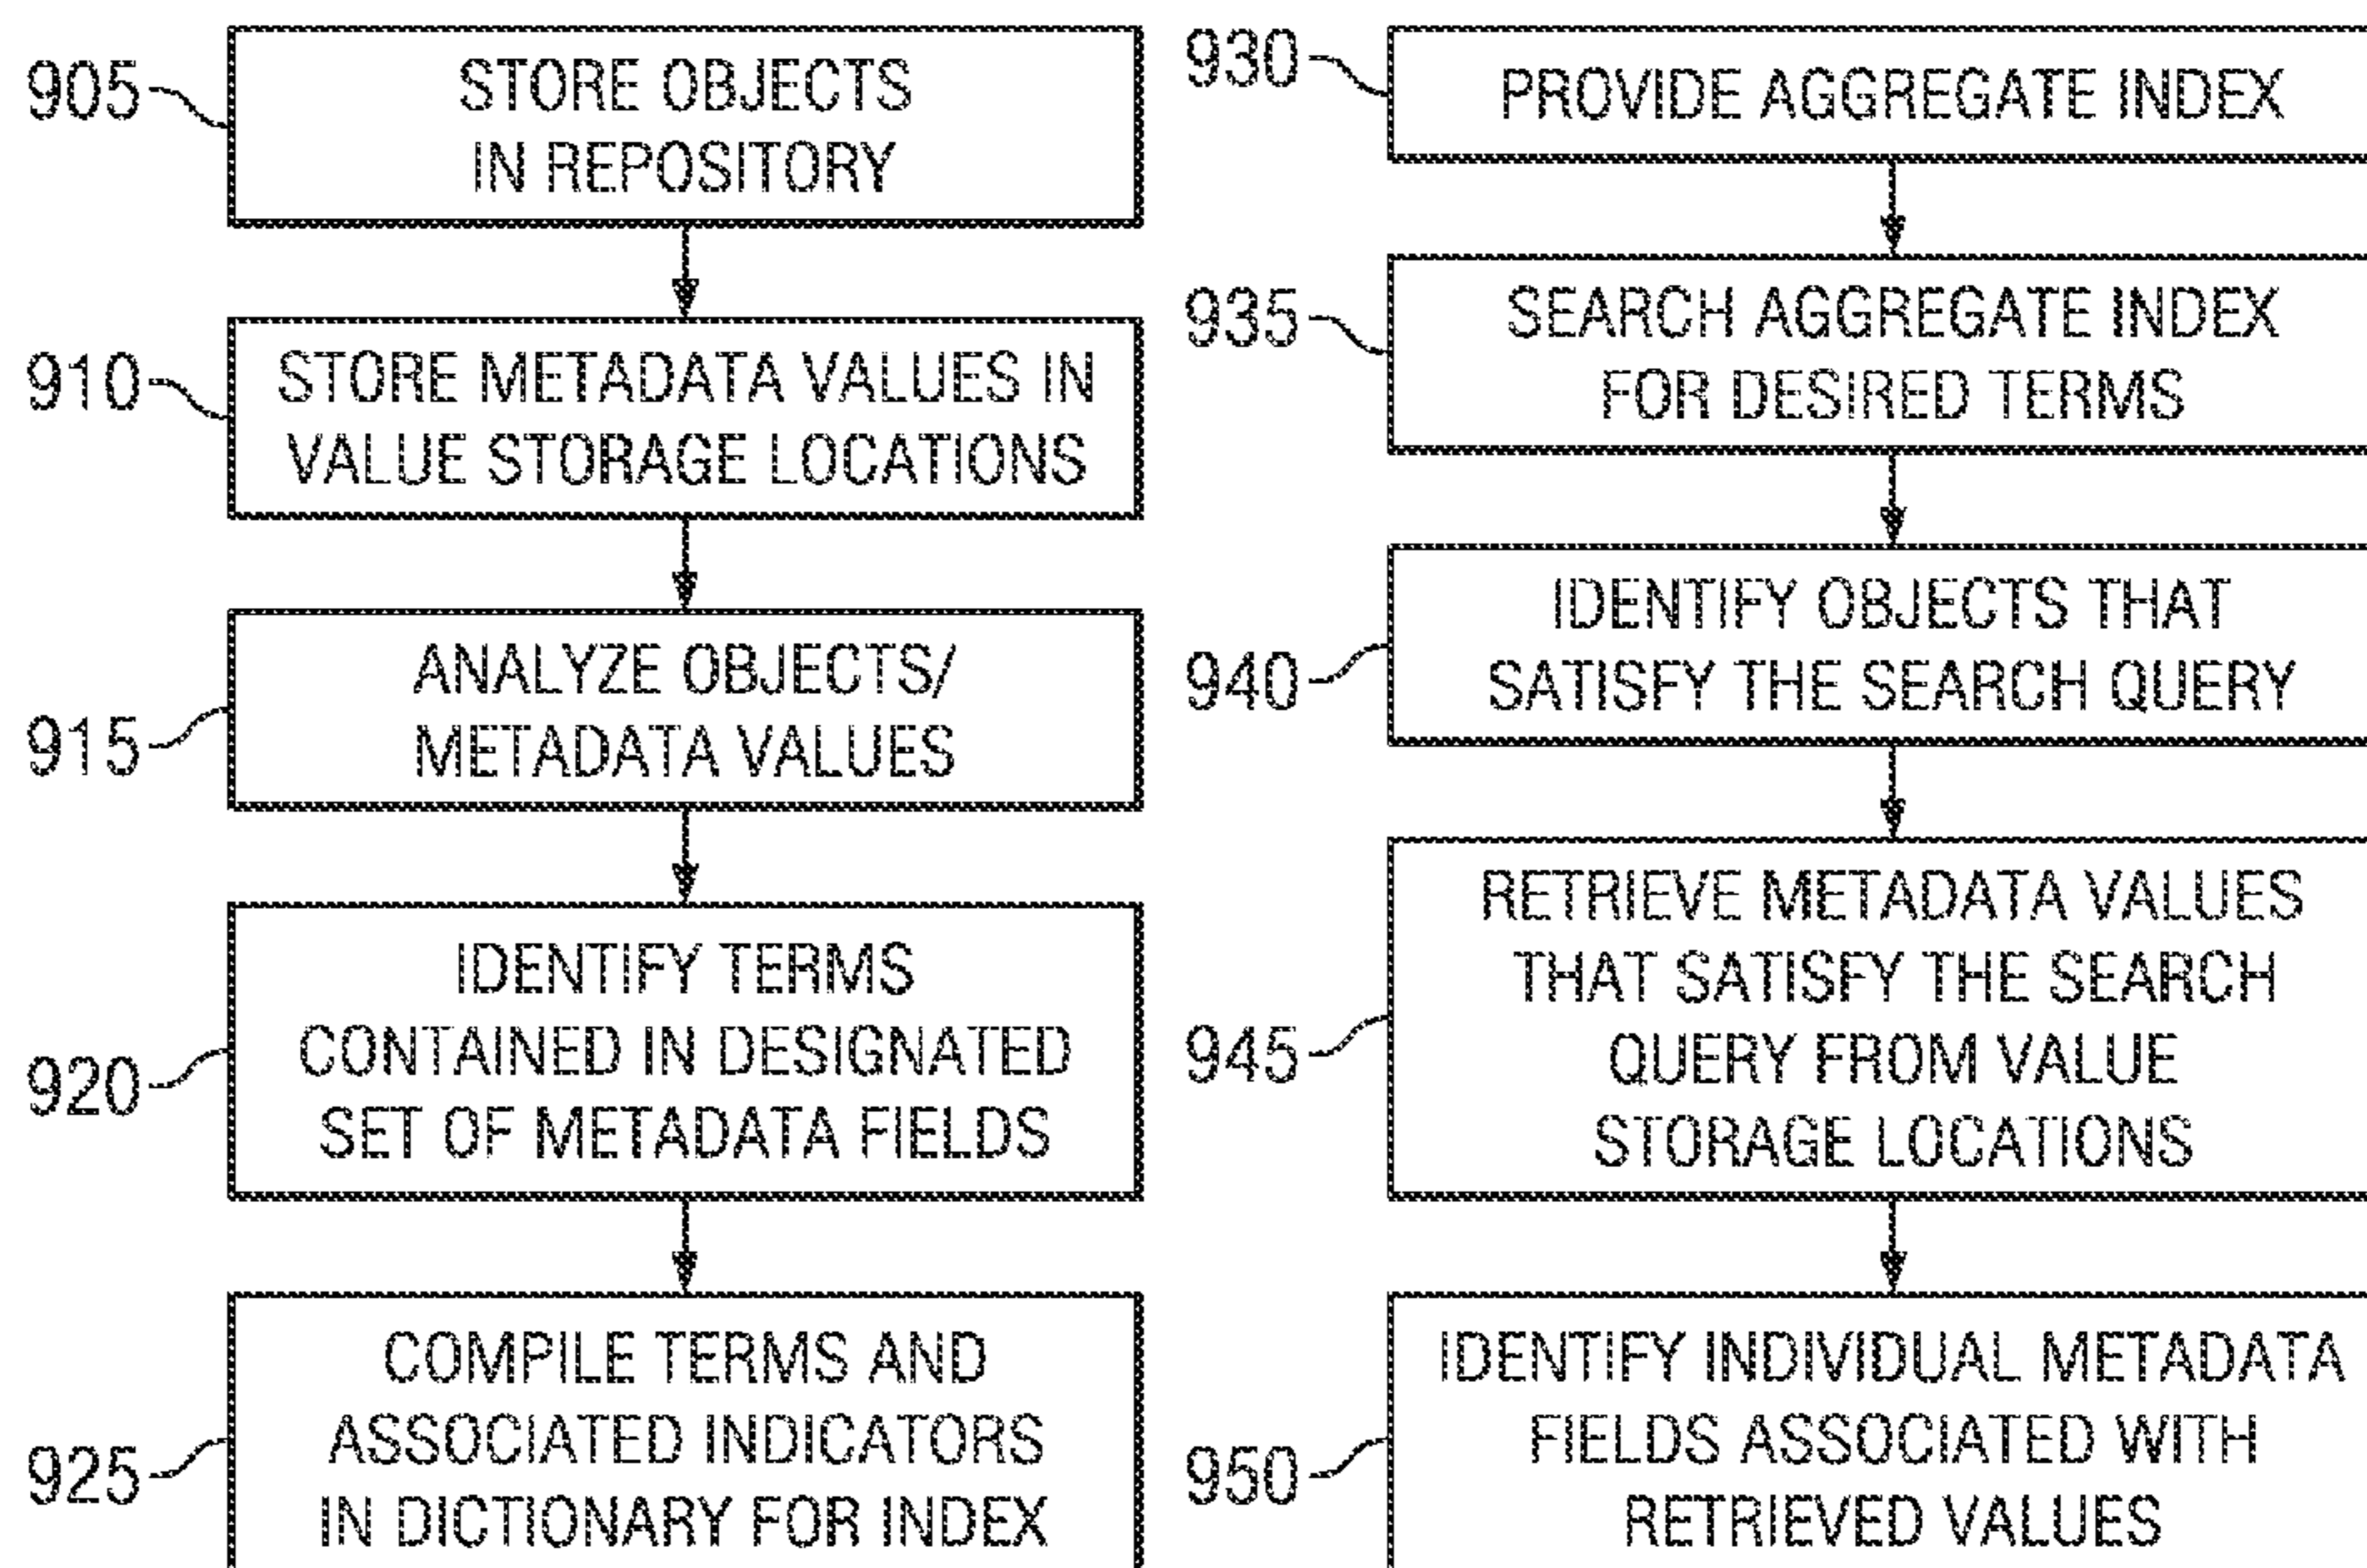 905
STORE OBJECTS
IN REPOSITORY
910
STORE METADATA VALUES IN
VALUE STORAGE LOCATIONS
915
ANALYZE OBJECTS/
METADATA VALUES
920
IDENTIFY TERMS
CONTAINED IN DESIGNATED
SET OF METADATA FIELDS
925
COMPILE TERMS AND
ASSOCIATED INDICATORS
IN DICTIONARY FOR INDEX
930
PROVIDE AGGREGATE INDEX
935
SEARCH AGGREGATE INDEX
FOR DESIRED TERMS
940
IDENTIFY OBJECTS THAT
SATISFY THE SEARCH QUERY
945
RETRIEVE METADATA VALUES
THAT SATISFY THE SEARCH
QUERY FROM VALUE
STORAGE LOCATIONS
950
IDENTIFY INDIVIDUAL METADATA
FIELDS ASSOCIATED WITH
RETRIEVED VALUES